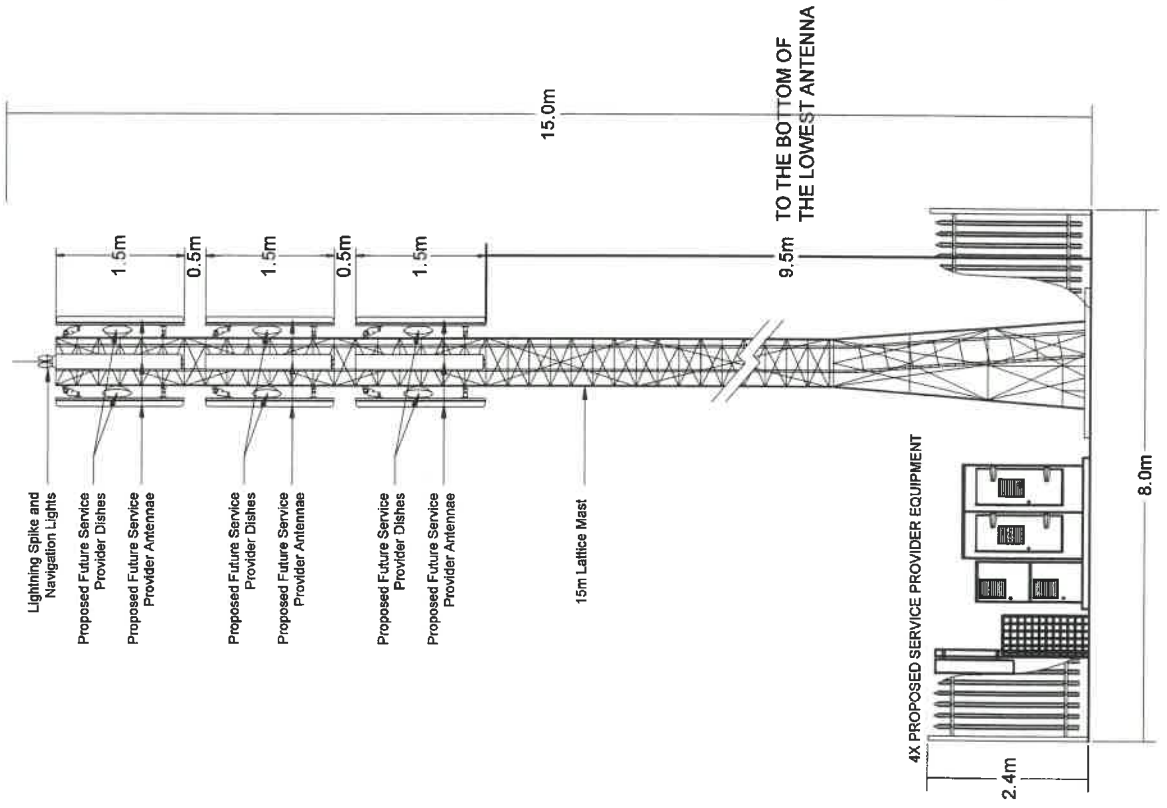 Lightning Spike and
Navigation Lights
Proposed Future Service
Provider Dishes
Proposed Future Service
Provider Antennae
Proposed Future Service
Provider Dishes
Proposed Future Service
Provider Antennae
Proposed Future Service
Provider Dishes
Proposed Future Service
Provider Antennae
15m Lattice Mast
1.5m
0.5m
1.5m
0.5m
1.5m
15.0m
9.5m
TO THE BOTTOM OF
THE LOWEST ANTENNA
4X PROPOSED SERVICE PROVIDER EQUIPMENT
2.4m
8.0m